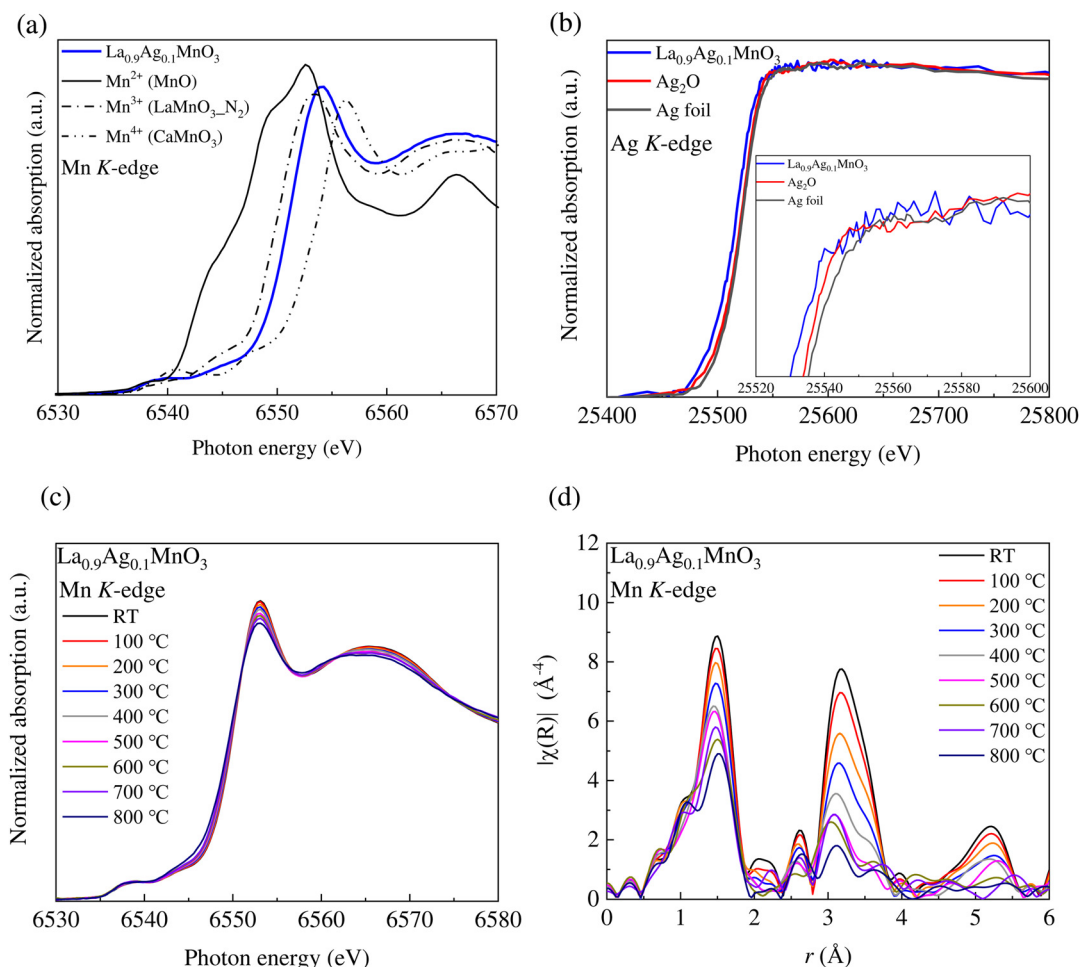 (a)
La₀.₉Ag₀.₁MnO₃
Mn²⁺ (MnO)
Mn³⁺ (LaMnO₃_N₂)
Mn⁴⁺ (CaMnO₃)
Mn K-edge
Normalized absorption (a.u.)
6530 6540 6550 6560 6570
Photon energy (eV)
(b)
La₀.₉Ag₀.₁MnO₃
Ag₂O
Ag foil
Ag K-edge
La₀.₉Ag₀.₁MnO₃
Ag₂O
Ag foil
25520 25540 25560 25580 25600
Normalized absorption (a.u.)
25400 25500 25600 25700 25800
Photon energy (eV)
(c)
La₀.₉Ag₀.₁MnO₃
Mn K-edge
RT
100 °C
200 °C
300 °C
400 °C
500 °C
600 °C
700 °C
800 °C
Normalized absorption (a.u.)
6530 6540 6550 6560 6570 6580
Photon energy (eV)
(d)
La₀.₉Ag₀.₁MnO₃
Mn K-edge
RT
100 °C
200 °C
300 °C
400 °C
500 °C
600 °C
700 °C
800 °C
|χ(R)| (Å⁻⁴)
12
10
8
6
4
2
0
0 1 2 3 4 5 6
r (Å)